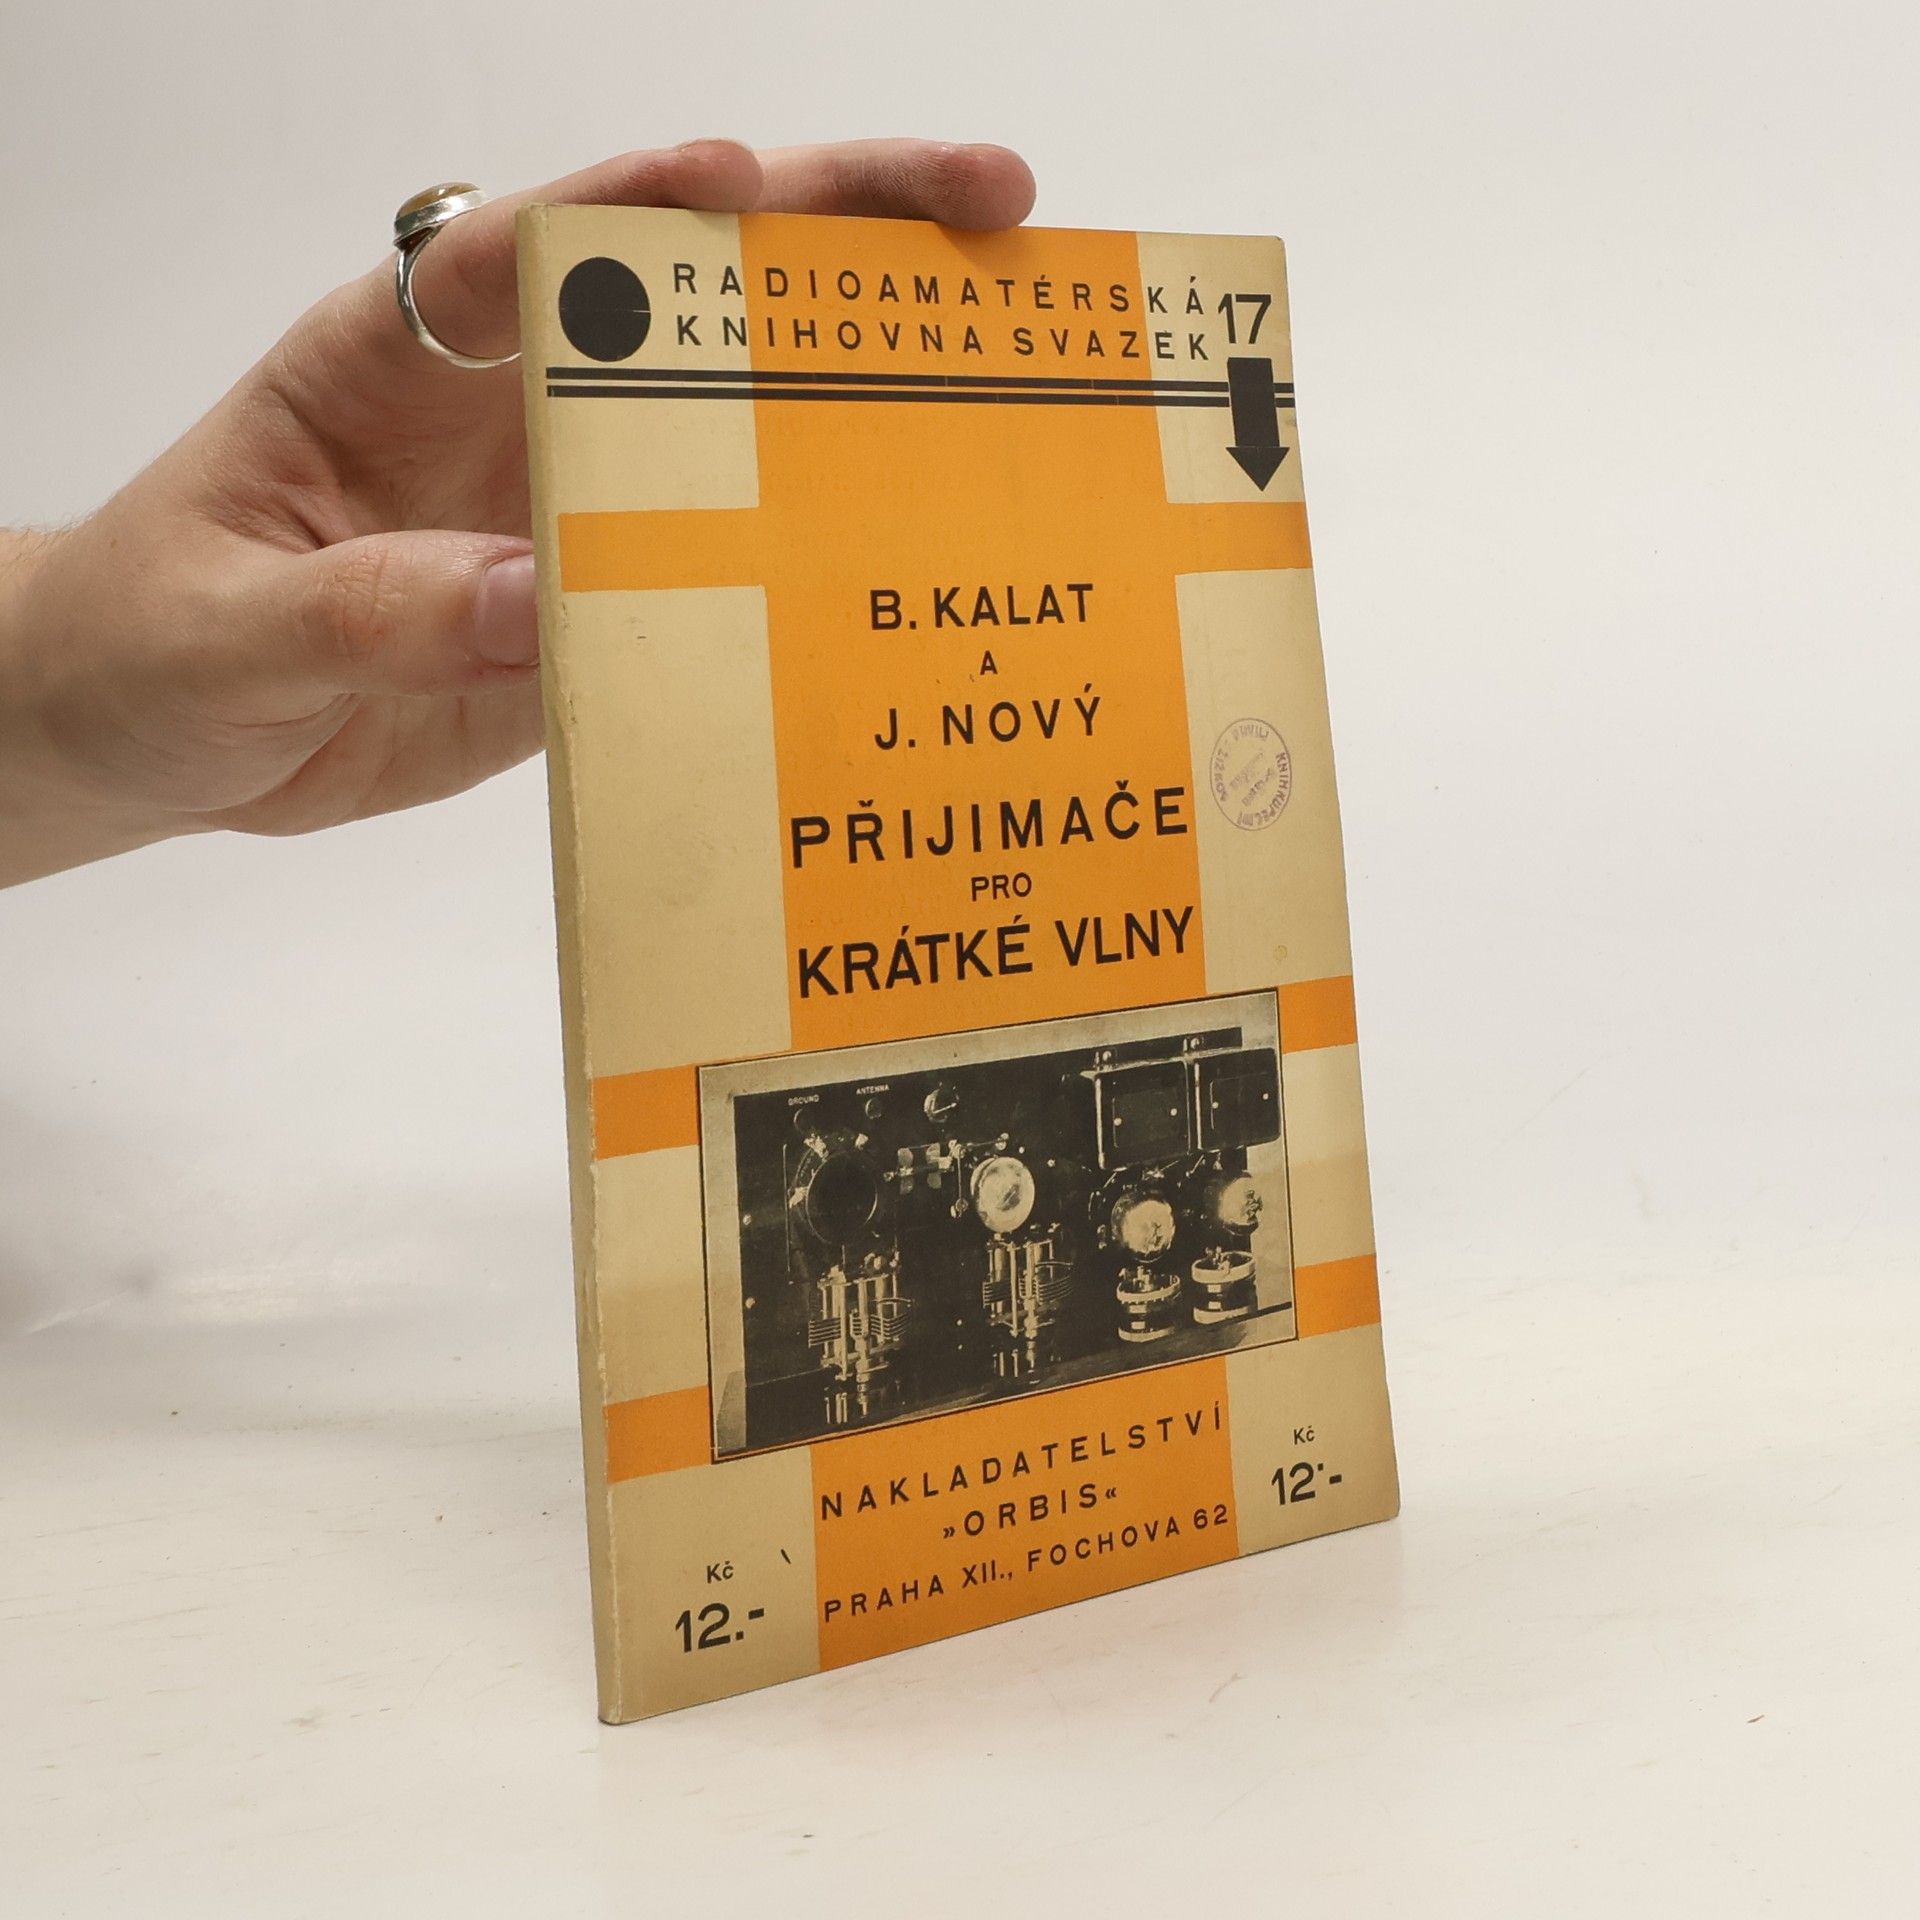 RADIOAMATÉRSKÁ
KNIHOVNA SVAZEK 17
B. KALAT
A
J. NOVÝ
PŘIJIMAČE
PRO
KRÁTKÉ VLNY
GROUND
ANTENNA
NAKLADATELSTVÍ
»ORBIS«
PRAHA XII., FOCHOVA 62
Kč
12.-
Kč
12.-
KNIHKUPECTVÍ